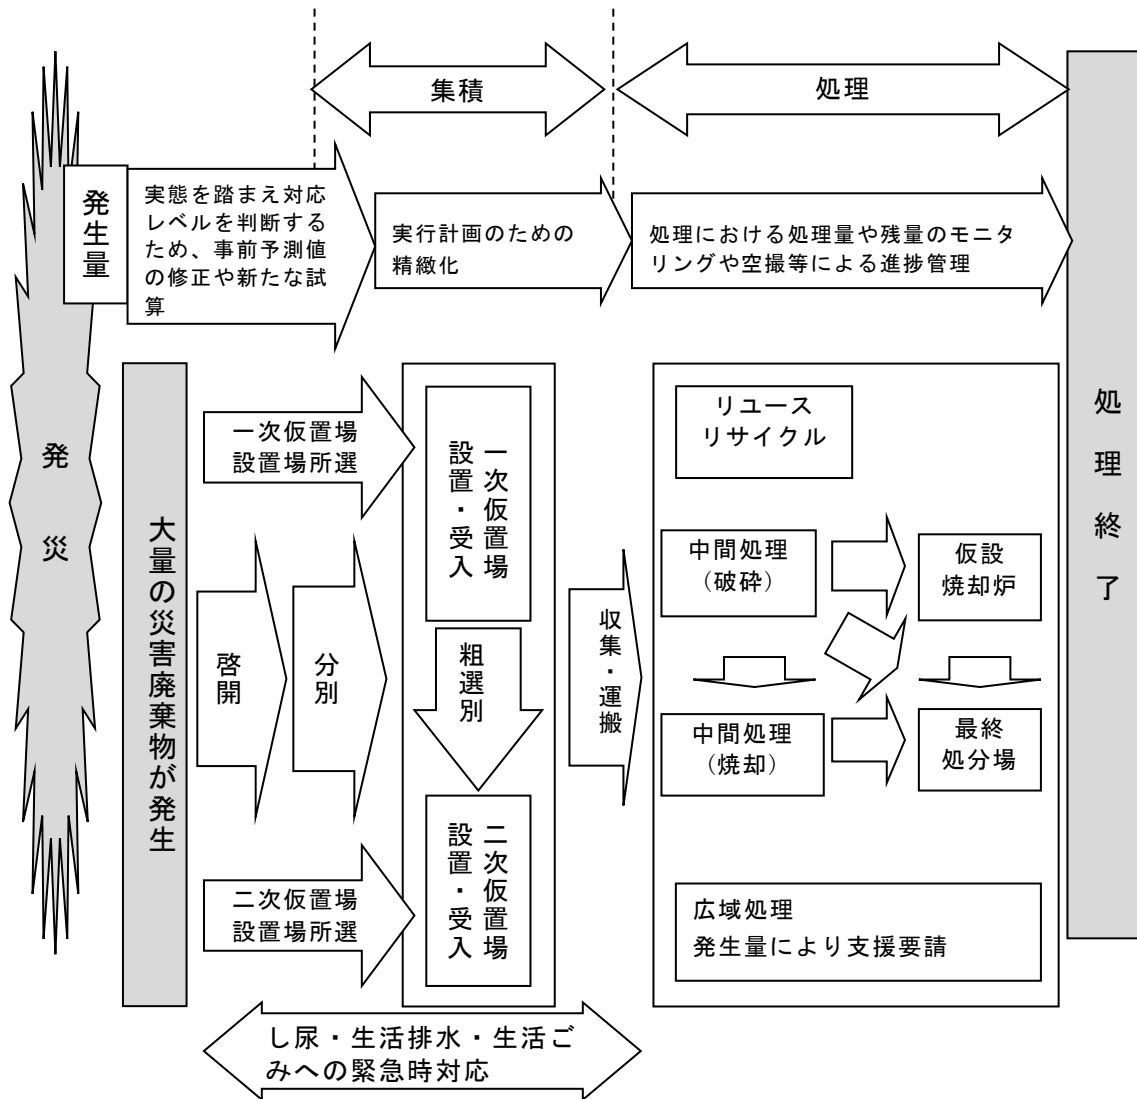 集積
処理
発生量
実態を踏まえ対応
レベルを判断する
ため、事前予測値
の修正や新たな試
算
実行計画のための
精緻化
処理における処理量や残量のモニタ
リングや空撮等による進捗管理
発災
大量の災害廃棄物が発生
一次仮置場
設置場所選
啓開
分別
二次仮置場
設置場所選
一次仮置場
設置・受入
粗選別
二次仮置場
設置・受入
収集・運搬
リユース
リサイクル
中間処理
(破砕)
仮設
焼却炉
中間処理
(焼却)
最終
処分場
広域処理
発生量により支援要請
処理終了
し尿・生活排水・生活ご
みへの緊急時対応